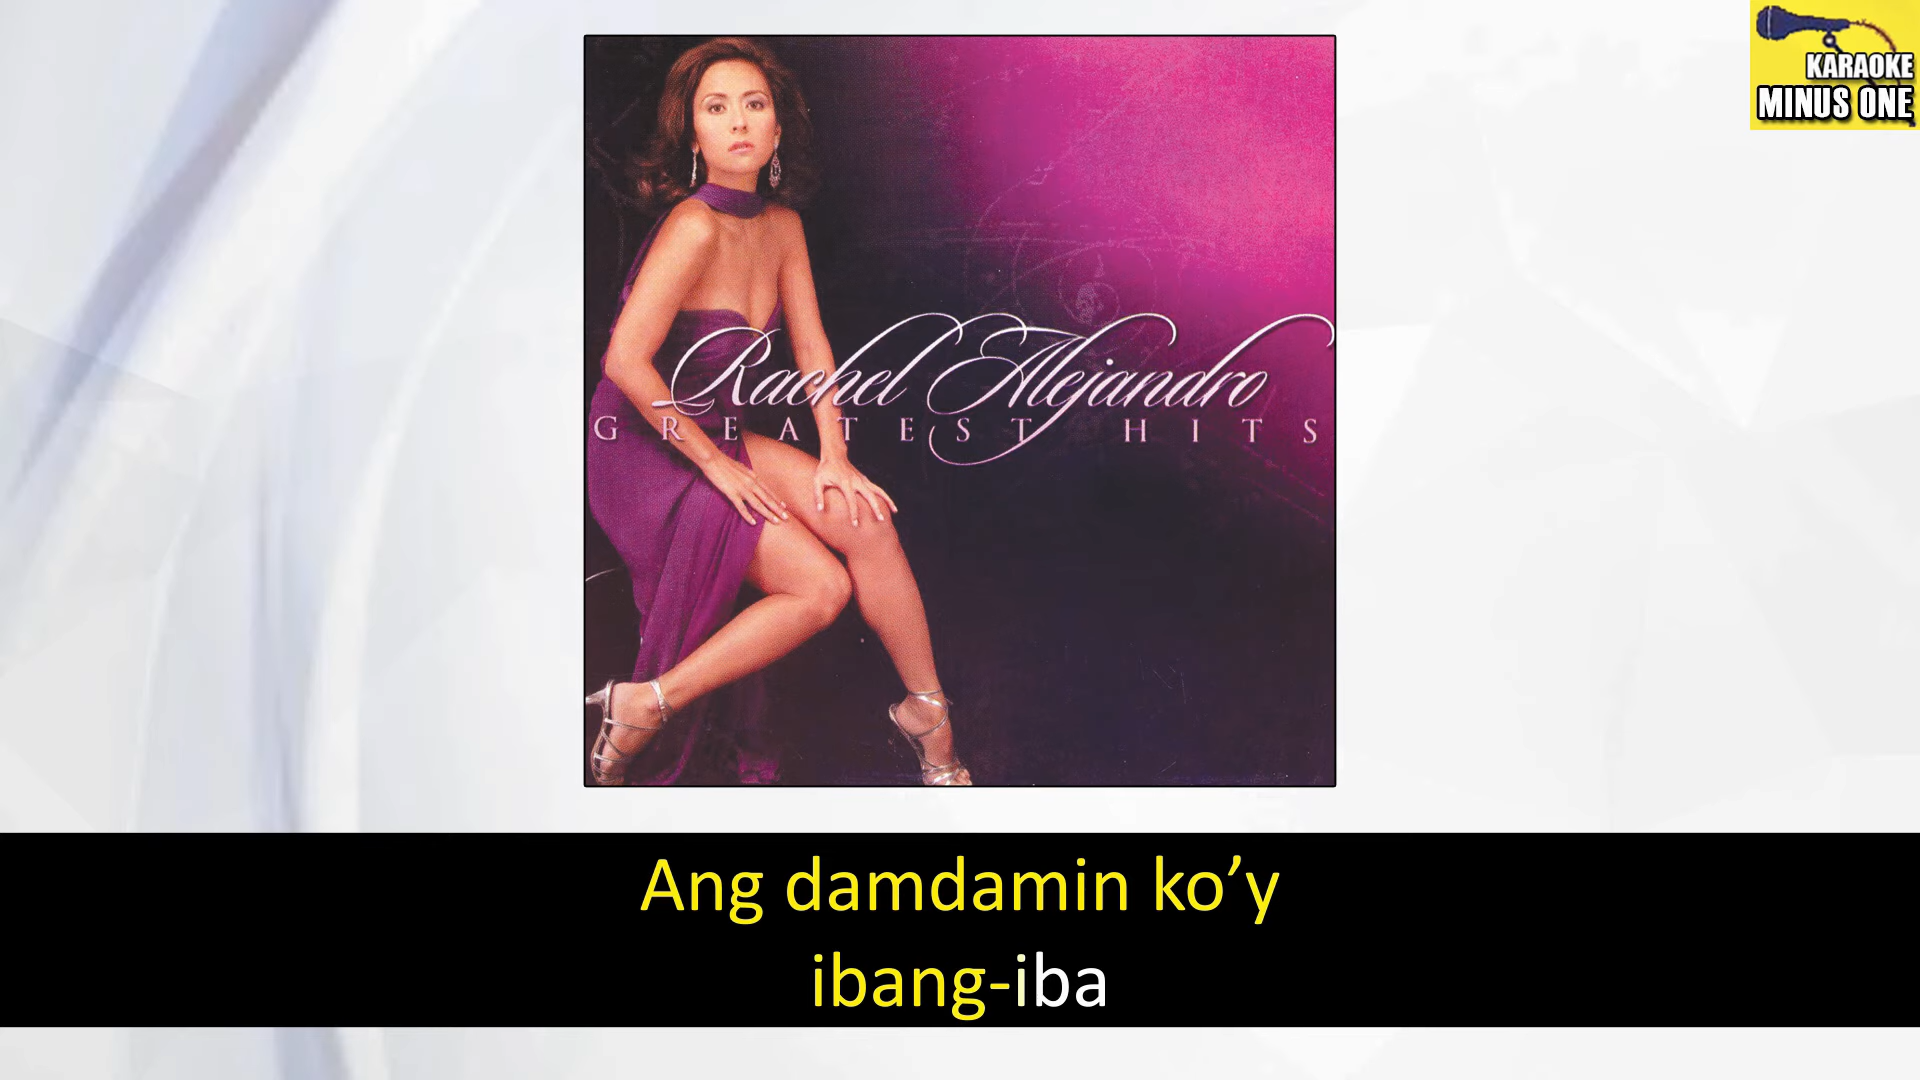 KARAOKE
MINUS ONE
Rachel Alejandro
GREATEST HITS
Ang damdamin ko’y
ibang-iba